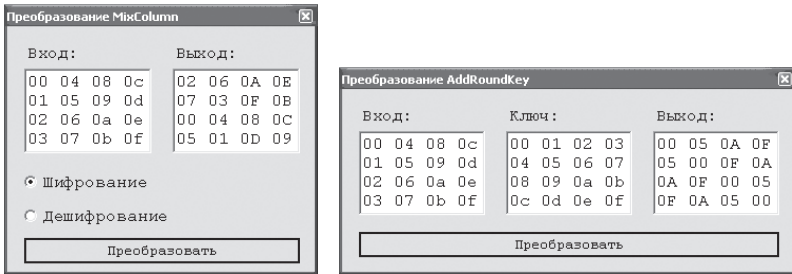 Преобразование MixColumn
Вход: Выход:
00 04 08 0c 02 06 0A 0E
01 05 09 0d 07 03 0F 0B
02 06 0a 0e 00 04 08 0C
03 07 0b 0f 05 01 0D 09
Шифрование
Дешифрование
Преобразовать
Преобразование AddRoundKey
Вход: Ключ: Выход:
00 04 08 0c 00 01 02 03 00 05 0A 0F
01 05 09 0d 04 05 06 07 05 00 0F 0A
02 06 0a 0e 08 09 0a 0b 0A 0F 00 05
03 07 0b 0f 0c 0d 0e 0f 0F 0A 05 00
Преобразовать